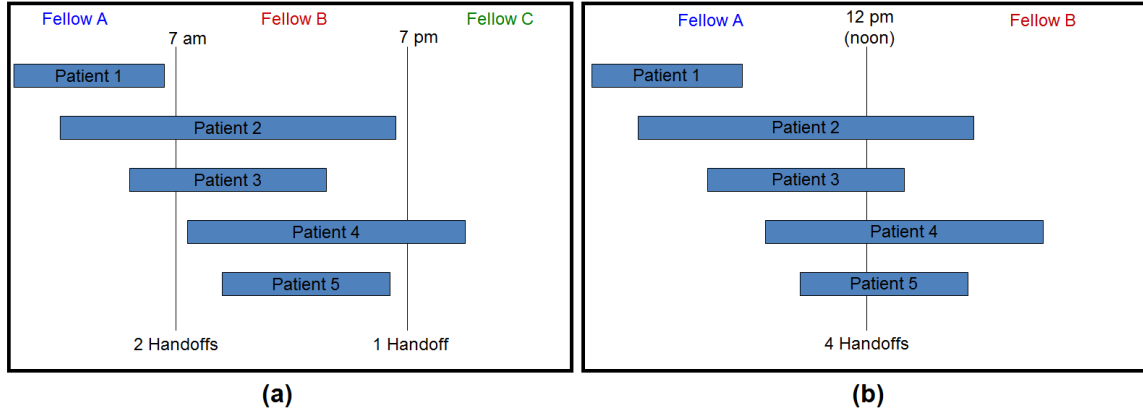 Fellow A
Fellow B
Fellow C
7 am
7 pm
Patient 1
Patient 2
Patient 3
Patient 4
Patient 5
2 Handoffs
1 Handoff
(a)
Fellow A
12 pm
(noon)
Fellow B
Patient 1
Patient 2
Patient 3
Patient 4
Patient 5
4 Handoffs
(b)